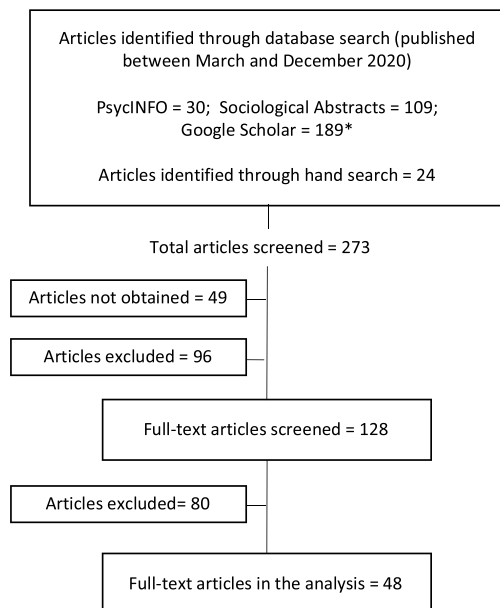 Articles identified through database search (published
between March and December 2020)
PsycINFO = 30;  Sociological Abstracts = 109;
Google Scholar = 189*
Articles identified through hand search = 24
Total articles screened = 273
Articles not obtained = 49
Articles excluded = 96
Full-text articles screened = 128
Articles excluded= 80
Full-text articles in the analysis = 48